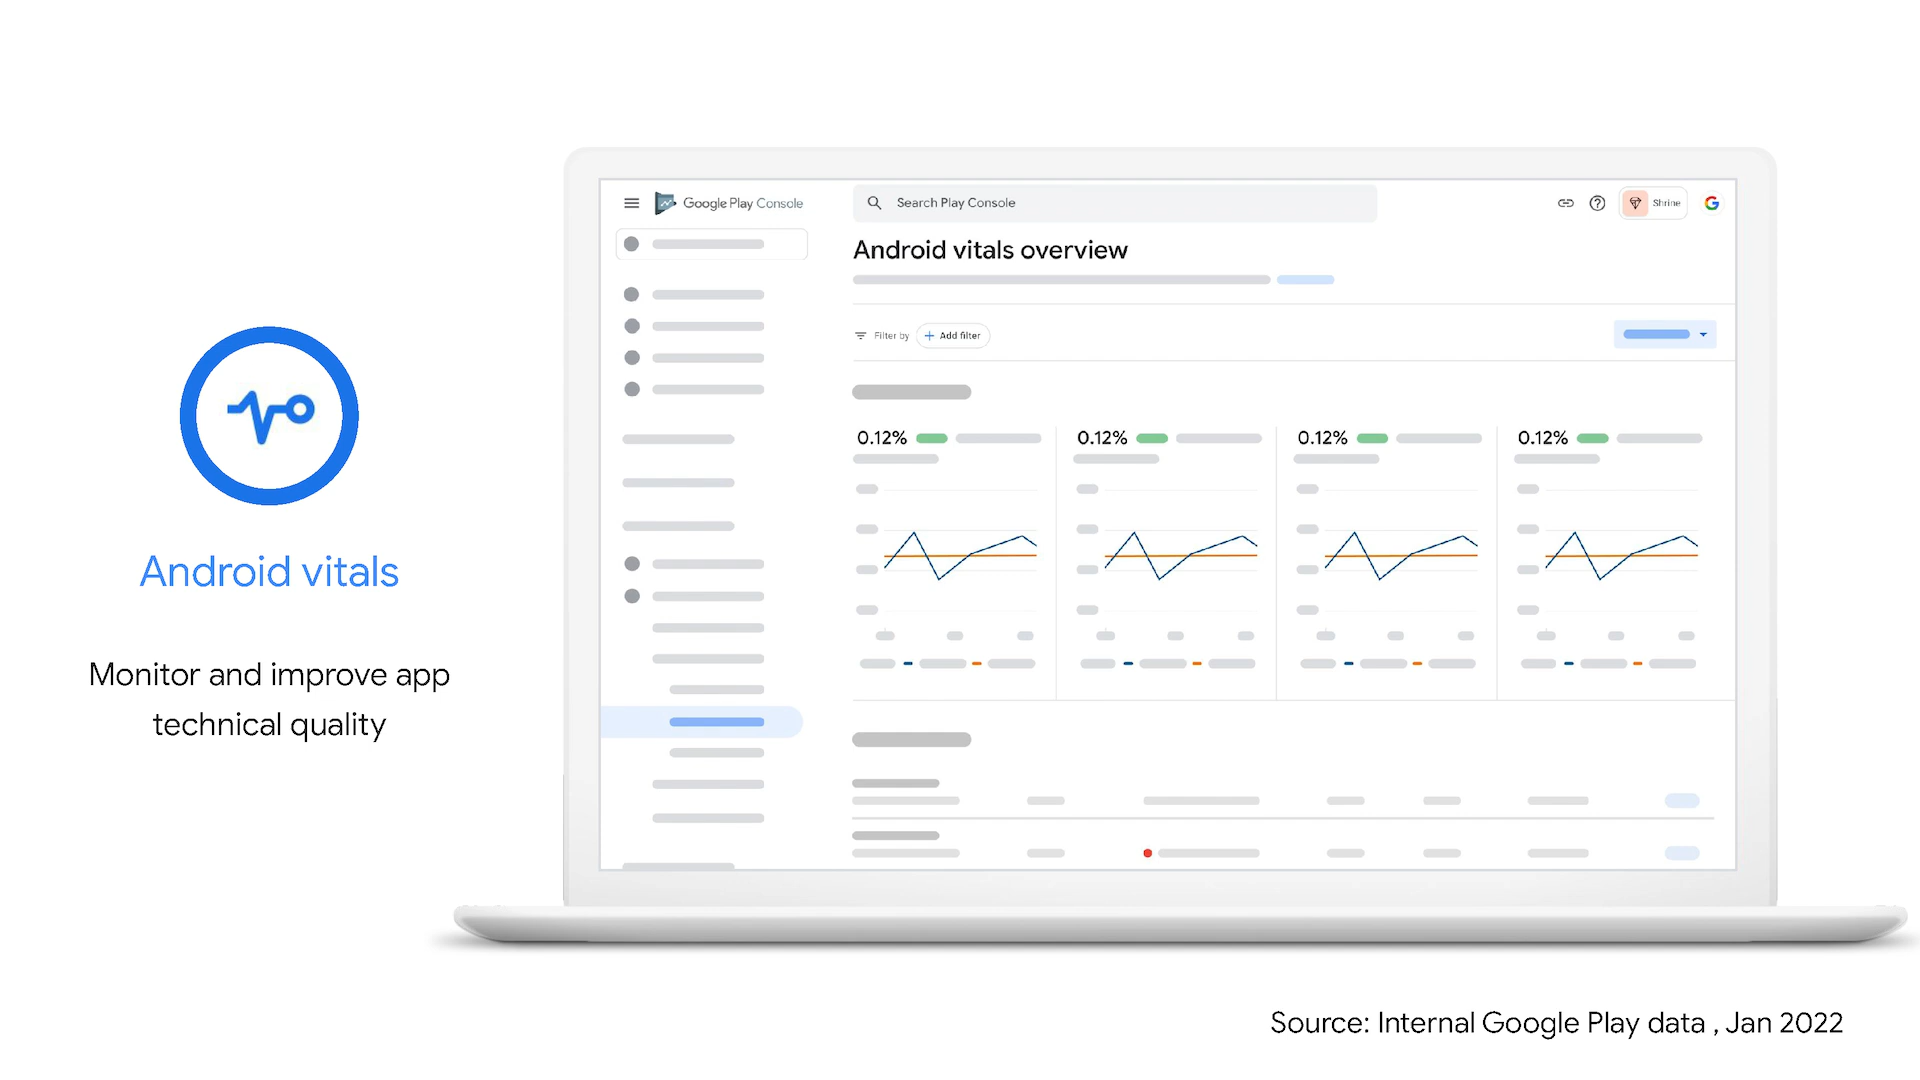 Android vitals
Monitor and improve app
technical quality
Google Play Console
Search Play Console
Shrine
Android vitals overview
Filter by
Add filter
0.12%
0.12%
0.12%
0.12%
Source: Internal Google Play data , Jan 2022